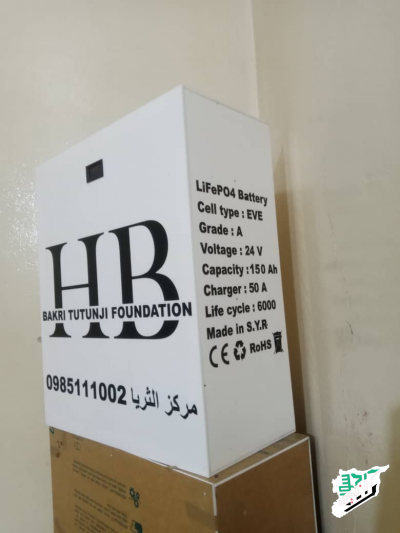 HB
BAKRI TUTUNJI FOUNDATION
مركز الثريا 0985111002
LiFePO4 Battery
Cell type : EVE
Grade : A
Voltage : 24 V
Capacity : 150 Ah
Charger : 50 A
Life cycle : 6000
Made in S.Y.R
CE RoHS